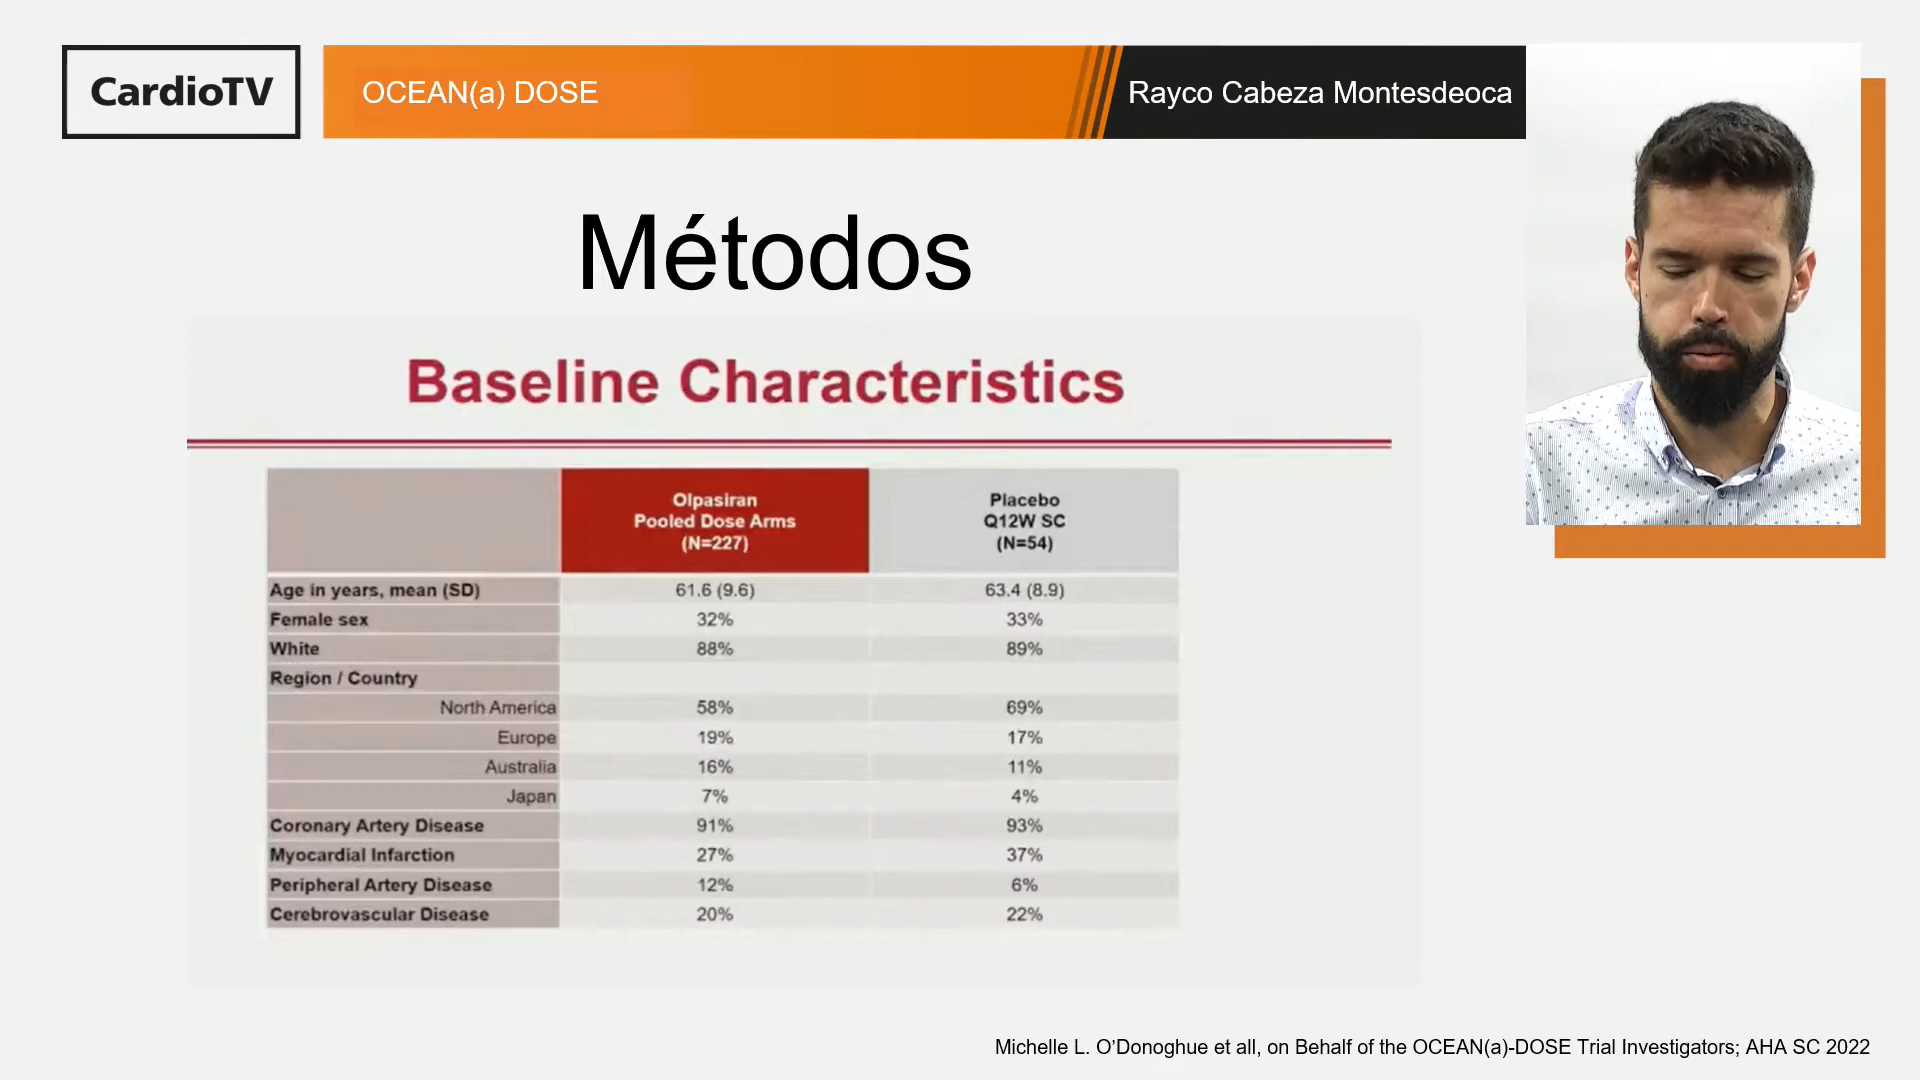 CardioTV
OCEAN(a) DOSE
Rayco Cabeza Montesdeoca
Métodos
Baseline Characteristics
Olpasiran
Pooled Dose Arms
(N=227)
Placebo
Q12W SC
(N=54)
Age in years, mean (SD) 61.6 (9.6) 63.4 (8.9)
Female sex 32% 33%
White 88% 89%
Region / Country
North America 58% 69%
Europe 19% 17%
Australia 16% 11%
Japan 7% 4%
Coronary Artery Disease 91% 93%
Myocardial Infarction 27% 37%
Peripheral Artery Disease 12% 6%
Cerebrovascular Disease 20% 22%
Michelle L. O’Donoghue et all, on Behalf of the OCEAN(a)-DOSE Trial Investigators; AHA SC 2022